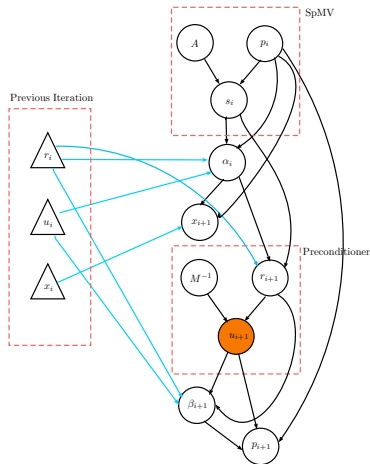 SpMV
A
p_i
s_i
Previous Iteration
r_i
α_i
u_i
x_{i+1}
Preconditioner
x_i
M^{-1}
r_{i+1}
u_{i+1}
β_{i+1}
p_{i+1}